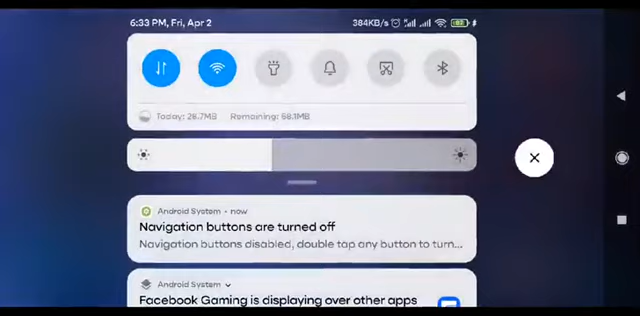 6:33 PM, Fri, Apr 2
384KB/s
Today: 28.7MB Remaining: 68.1MB
Android System • now
Navigation buttons are turned off
Navigation buttons disabled, double tap any button to turn...
Android System
Facebook Gaming is displaying over other apps